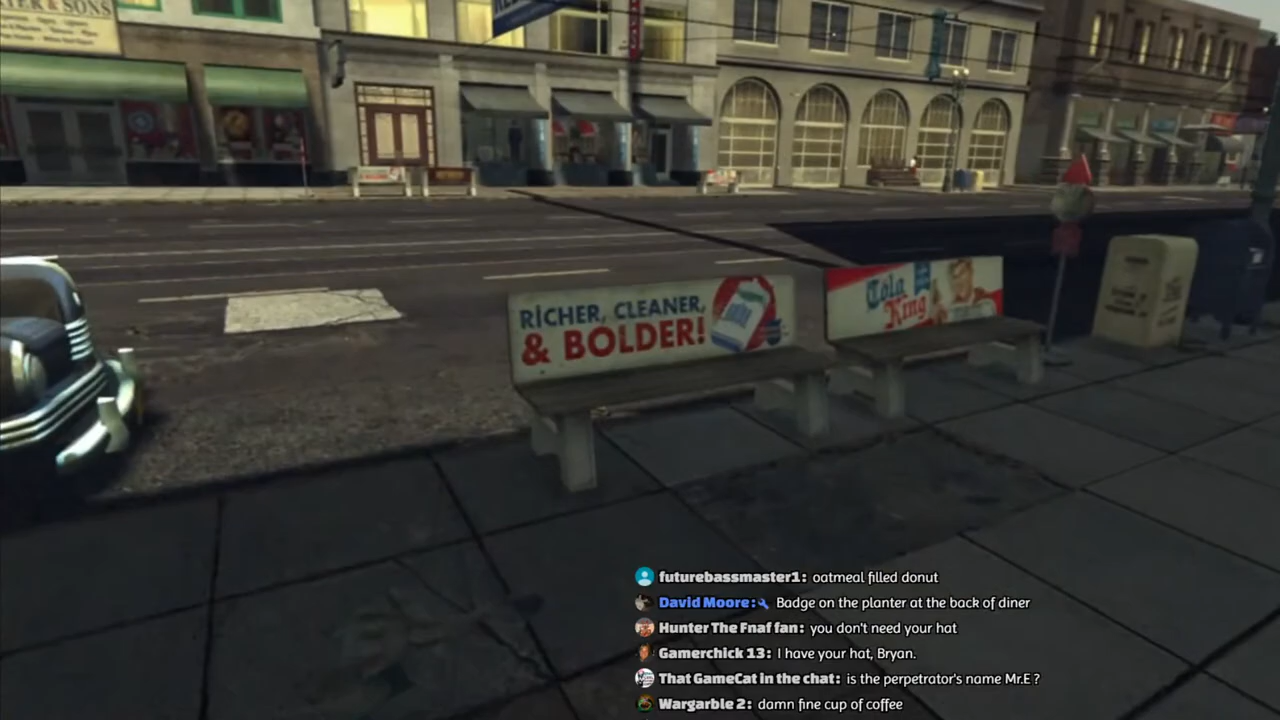 TER & SONS
RICHER, CLEANER,
& BOLDER!
Cola
King
futurebassmaster1: oatmeal filled donut
David Moore: Badge on the planter at the back of diner
Hunter The Fnaf fan: you don't need your hat
Gamerchick 13: I have your hat, Bryan.
That GameCat in the chat: is the perpetrator's name Mr.E ?
Wargarble 2: damn fine cup of coffee